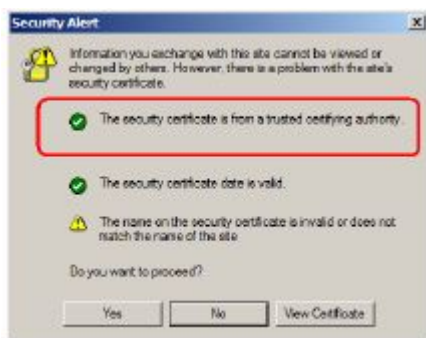 Security Alert
Information you exchange with this site cannot be viewed or
changed by others. However, there is a problem with the site's
security certificate.
The security certificate is from a trusted certifying authority.
The security certificate date is valid.
The name on the security certificate is invalid or does not
match the name of the site
Do you want to proceed?
Yes
No
View Certificate